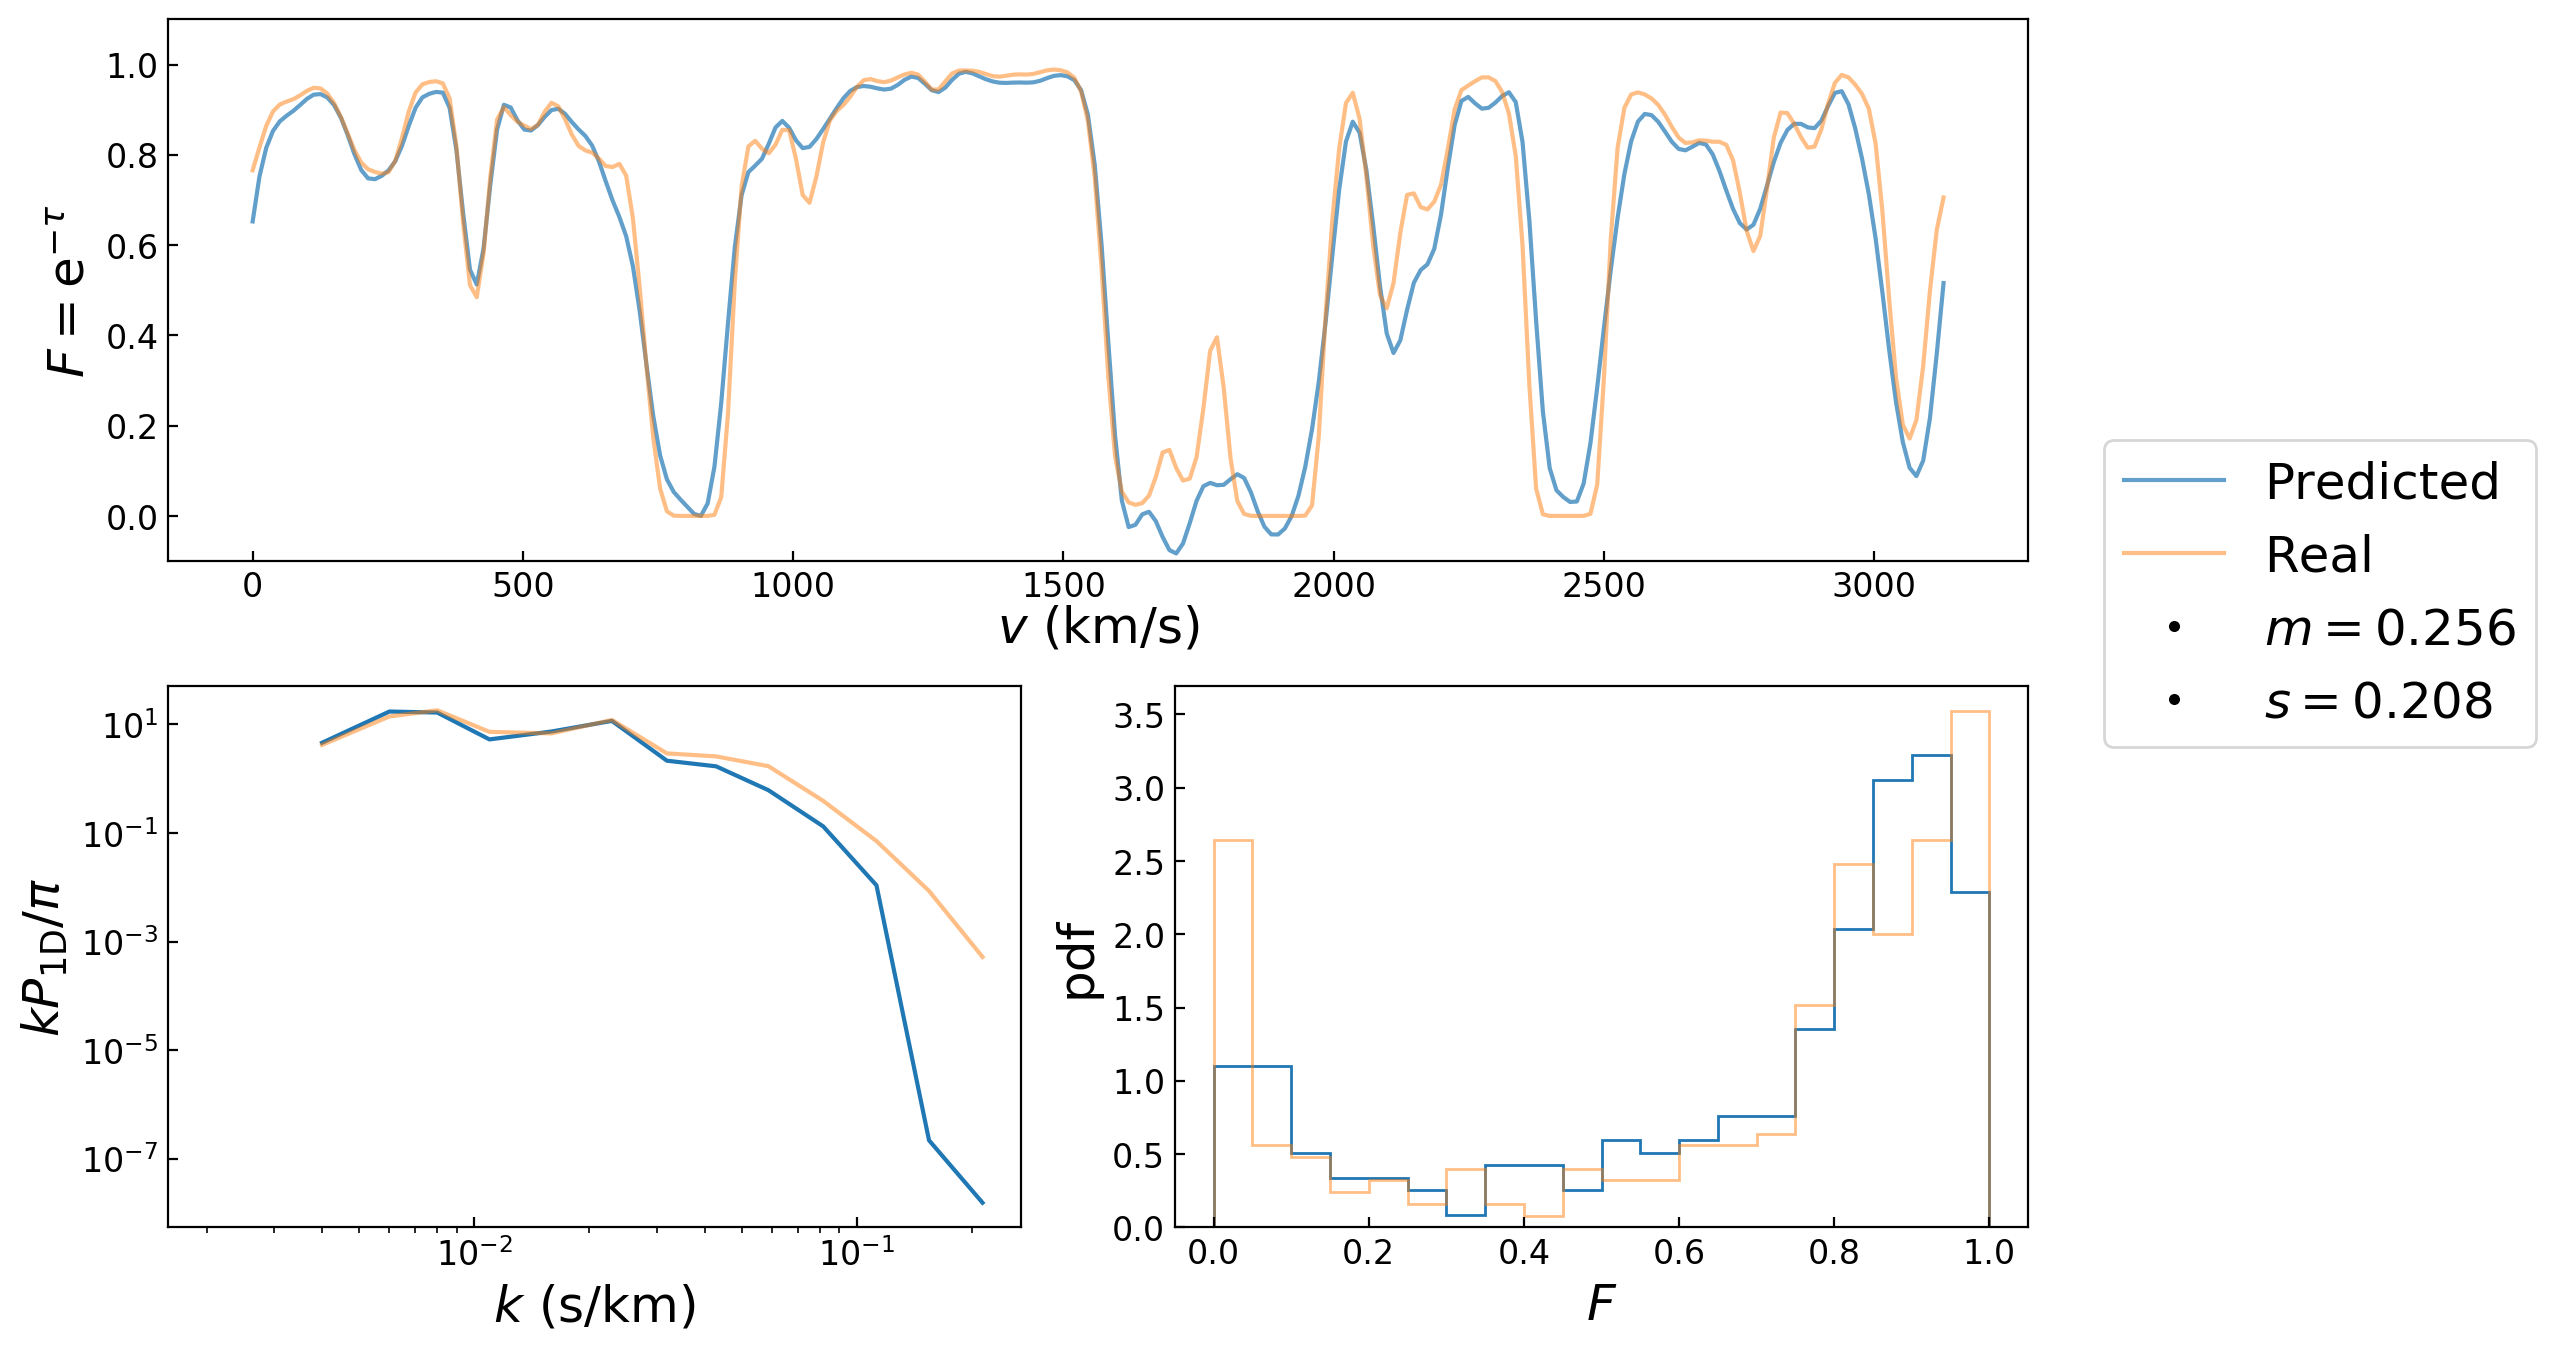 F = e^{−τ}
1.0
0.8
0.6
0.4
0.2
0.0
0 500 1000 1500 2000 2500 3000
v (km/s)
Predicted
Real
m = 0.256
s = 0.208
kP_{1D}/π
10^{1}
10^{−1}
10^{−3}
10^{−5}
10^{−7}
10^{−2} 10^{−1}
k (s/km)
pdf
3.5
3.0
2.5
2.0
1.5
1.0
0.5
0.0
0.0 0.2 0.4 0.6 0.8 1.0
F